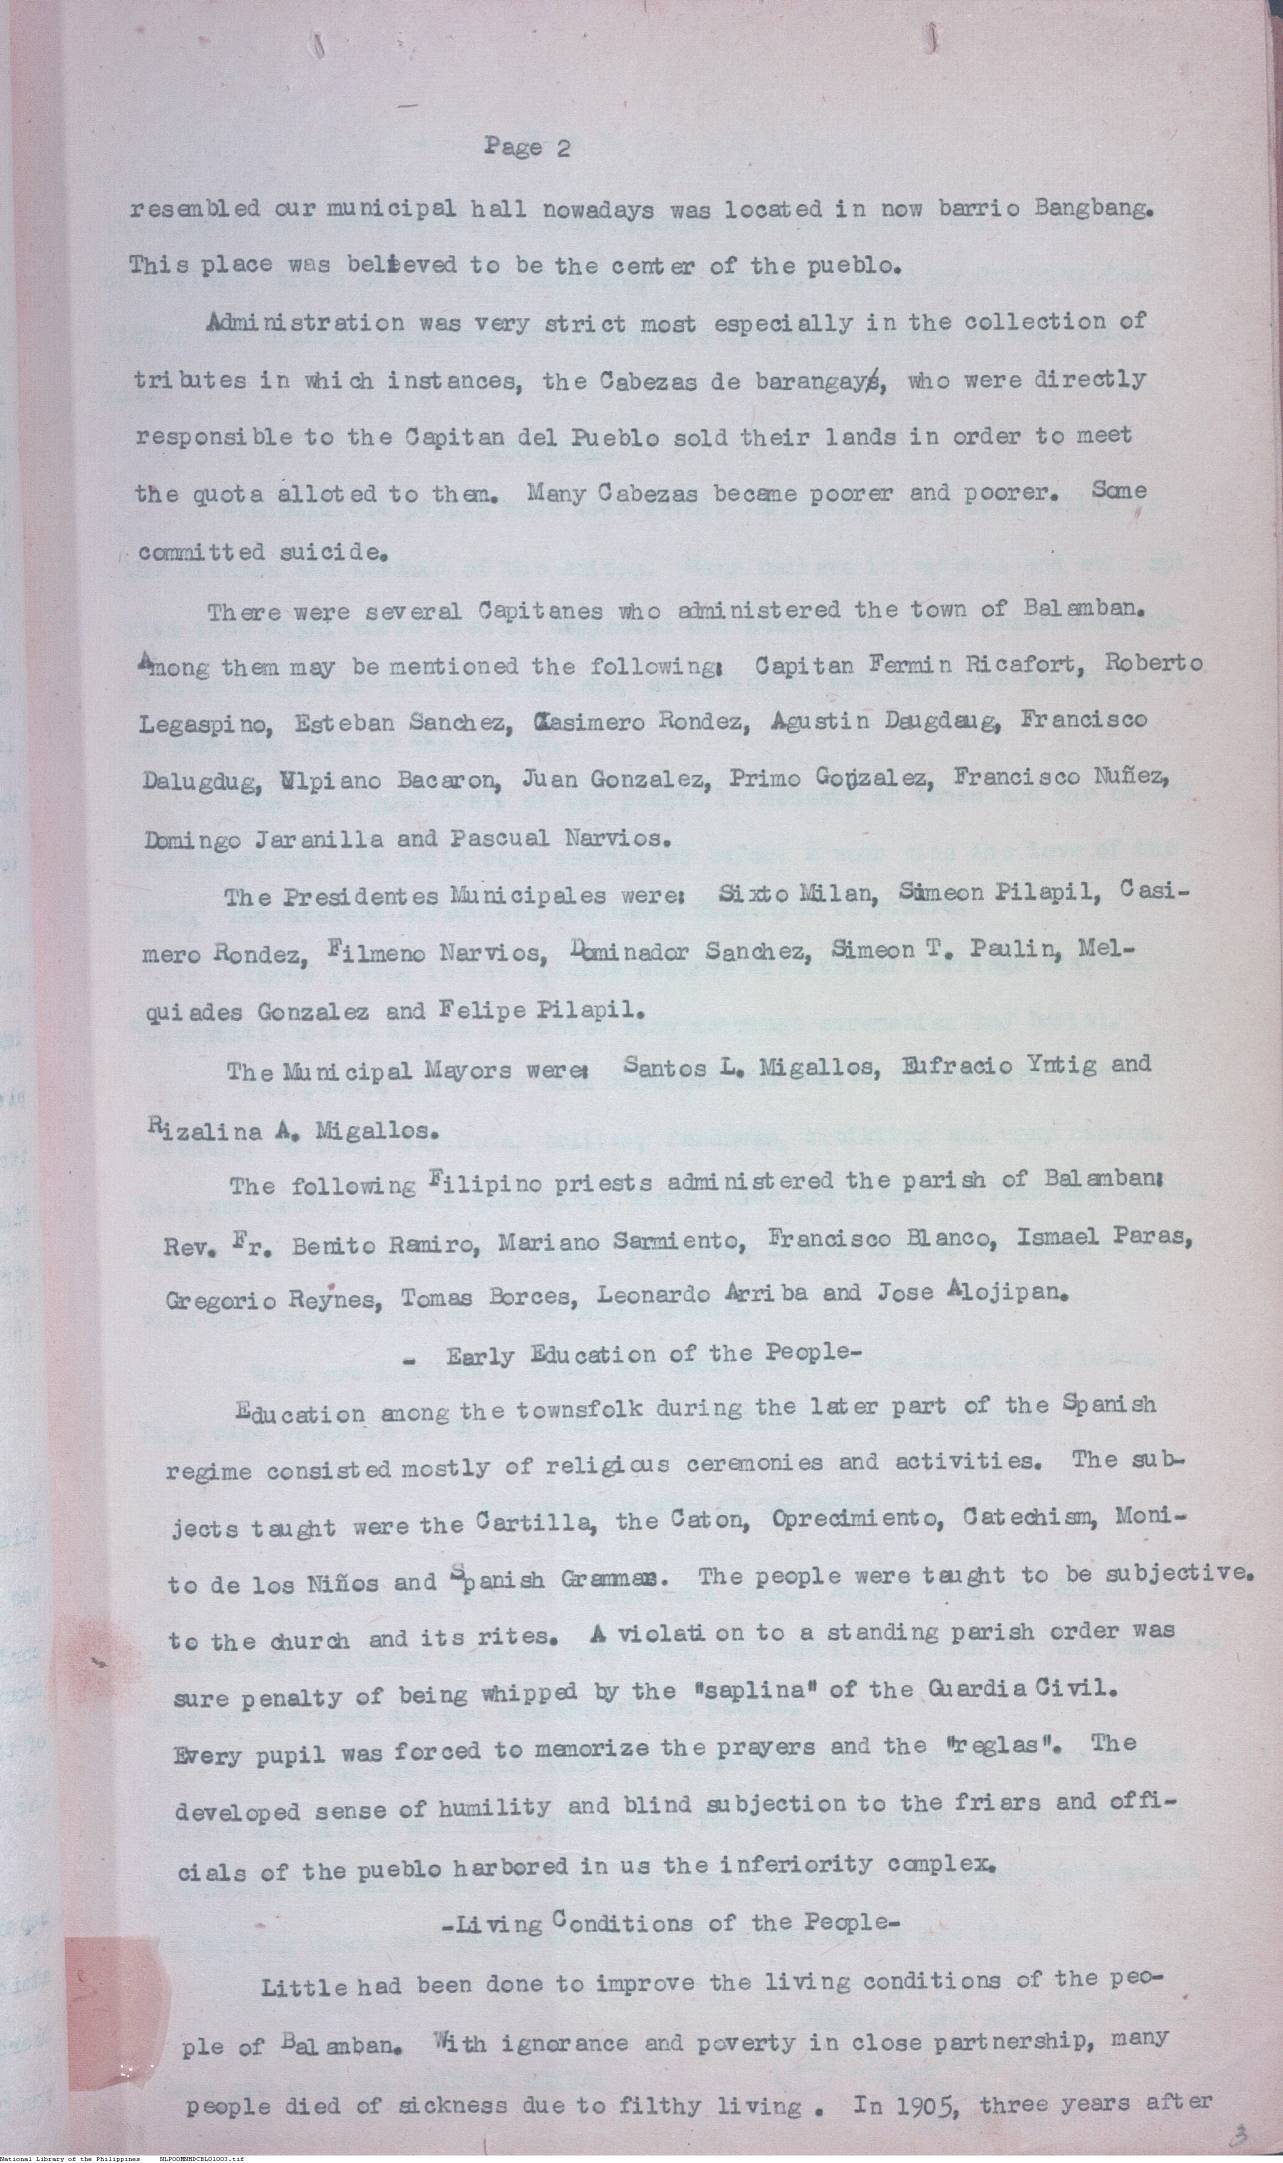 Page 2
resembled our municipal hall nowadays was located in now barrio Bangbang.
This place was believed to be the center of the pueblo.
Administration was very strict most especially in the collection of
tributes in which instances, the Cabezas de barangay, who were directly
responsible to the Capitan del Pueblo sold their lands in order to meet
the quota alloted to them. Many Cabezas became poorer and poorer. Some
committed suicide.
There were several Capitanes who administered the town of Balamban.
Among them may be mentioned the following: Capitan Fermin Ricafort, Roberto
Legaspino, Esteban Sanchez, Casimero Rondez, Agustin Daugdaug, Francisco
Dalugdug, Ulpiano Bacaron, Juan Gonzalez, Primo Gonzalez, Francisco Nuñez,
Domingo Jaranilla and Pascual Narvios.
The Presidentes Municipales were: Sixto Milan, Simeon Pilapil, Casi-
mero Rondez, Filmeno Narvios, Dominador Sanchez, Simeon T. Paulin, Mel-
quiades Gonzalez and Felipe Pilapil.
The Municipal Mayors were: Santos L. Migallos, Eufracio Yntig and
Rizalina A. Migallos.
The following Filipino priests administered the parish of Balamban:
Rev. Fr. Benito Ramiro, Mariano Sarmiento, Francisco Blanco, Ismael Paras,
Gregorio Reynes, Tomas Borces, Leonardo Arriba and Jose Alojipan.
- Early Education of the People-
Education among the townsfolk during the later part of the Spanish
regime consisted mostly of religious ceremonies and activities. The sub-
jects taught were the Cartilla, the Caton, Oprecimiento, Catechism, Moni-
to de los Niños and Spanish Grammar. The people were taught to be subjective.
to the church and its rites. A violation to a standing parish order was
sure penalty of being whipped by the "saplina" of the Guardia Civil.
Every pupil was forced to memorize the prayers and the "reglas". The
developed sense of humility and blind subjection to the friars and offi-
cials of the pueblo harbored in us the inferiority complex.
-Living Conditions of the People-
Little had been done to improve the living conditions of the peo-
ple of Balamban. With ignorance and poverty in close partnership, many
people died of sickness due to filthy living. In 1905, three years after
3
National Library of the Philippines NLPOOMNHDCBLO1003.tif